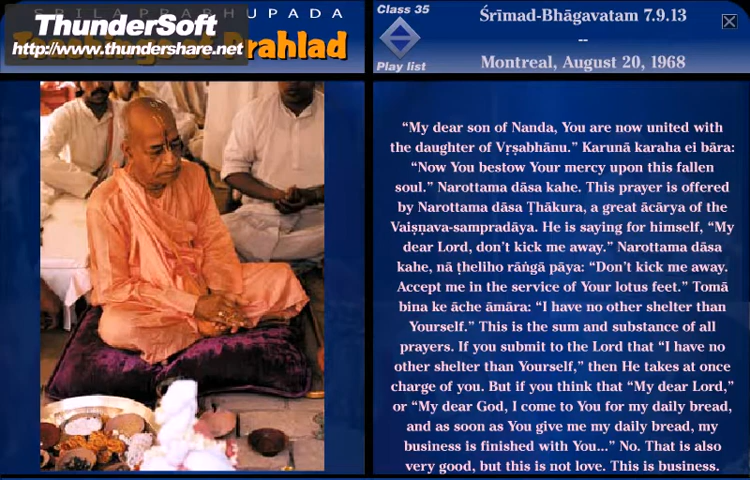 SRILA PRABHUPADA
ThunderSoft
http://www.thundershare.net
Prahlad
Class 35
Play list
Śrīmad-Bhāgavatam 7.9.13
--
Montreal, August 20, 1968
“My dear son of Nanda, You are now united with
the daughter of Vṛṣabhānu.” Karuṇā karaha ei bāra:
“Now You bestow Your mercy upon this fallen
soul.” Narottama dāsa kahe. This prayer is offered
by Narottama dāsa Ṭhākura, a great ācārya of the
Vaiṣṇava-sampradāya. He is saying for himself, “My
dear Lord, don’t kick me away.” Narottama dāsa
kahe, nā ṭheliho rāṅgā pāya: “Don’t kick me away.
Accept me in the service of Your lotus feet.” Tomā
bina ke āche āmāra: “I have no other shelter than
Yourself.” This is the sum and substance of all
prayers. If you submit to the Lord that “I have no
other shelter than Yourself,” then He takes at once
charge of you. But if you think that “My dear Lord,”
or “My dear God, I come to You for my daily bread,
and as soon as You give me my daily bread, my
business is finished with You...” No. That is also
very good, but this is not love. This is business.